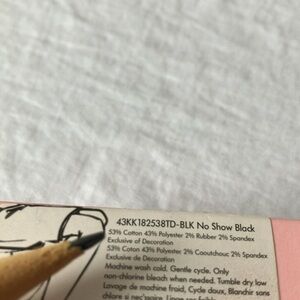 43KK182538TD-BLK No Show Black
53% Cotton 43% Polyester 2% Rubber 2% Spandex
Exclusive of Decoration
53% Coton 43% Polyester 2% Caoutchouc 2% Spandex
Exclusive de Decoration
Machine wash cold. Gentle cycle. Only
non-chlorine bleach when needed. Tumble dry low
Lavage de machine froid, Cycle doux, Blanchir sans